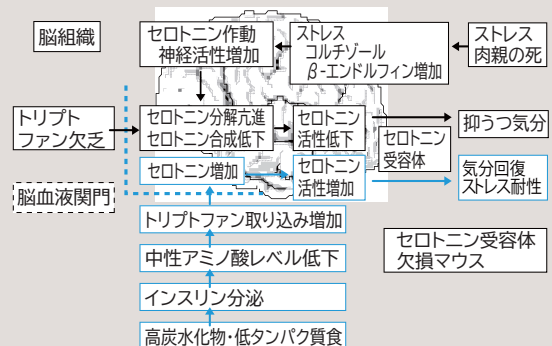 脳組織
セロトニン作動
神経活性増加
ストレス
コルチゾール
β-エンドルフィン増加
ストレス
肉親の死
トリプト
ファン欠乏
セロトニン分解亢進
セロトニン合成低下
セロトニン
活性低下
セロトニン
受容体
抑うつ気分
セロトニン増加
セロトニン
活性増加
気分回復
ストレス耐性
脳血液関門
トリプトファン取り込み増加
中性アミノ酸レベル低下
インスリン分泌
高炭水化物・低タンパク質食
セロトニン受容体
欠損マウス